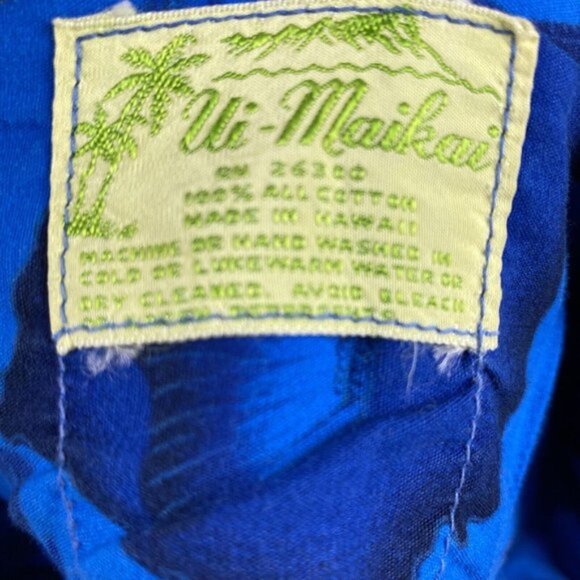 Ui-Maikai
RN 26300
100% ALL COTTON
MADE IN HAWAII
MACHINE OR HAND WASHED IN
COLD OR LUKEWARM WATER OR
DRY CLEANED. AVOID BLEACH